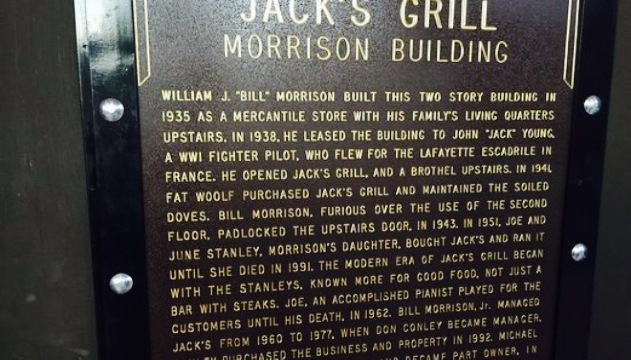 JACK'S GRILL
MORRISON BUILDING
WILLIAM J. "BILL" MORRISON BUILT THIS TWO STORY BUILDING IN
1935 AS A MERCANTILE STORE WITH HIS FAMILY'S LIVING QUARTERS
UPSTAIRS. IN 1938, HE LEASED THE BUILDING TO JOHN "JACK" YOUNG,
A WWI FIGHTER PILOT, WHO FLEW FOR THE LAFAYETTE ESCADRILE IN
FRANCE. HE OPENED JACK'S GRILL, AND A BROTHEL UPSTAIRS. IN 1941,
FAT WOOLF PURCHASED JACK'S GRILL AND MAINTAINED THE SOILED
DOVES. BILL MORRISON, FURIOUS OVER THE USE OF THE SECOND
FLOOR, PADLOCKED THE UPSTAIRS DOOR, IN 1943. IN 1951, JOE AND
JUNE STANLEY, MORRISON'S DAUGHTER, BOUGHT JACK'S AND RAN IT
UNTIL SHE DIED IN 1991. THE MODERN ERA OF JACK'S GRILL BEGAN
WITH THE STANLEYS, KNOWN MORE FOR GOOD FOOD, NOT JUST A
BAR WITH STEAKS. JOE, AN ACCOMPLISHED PIANIST PLAYED FOR THE
CUSTOMERS UNTIL HIS DEATH, IN 1962. BILL MORRISON, Jr. MANAGED
JACK'S FROM 1960 TO 1977, WHEN DON CONLEY BECAME MANAGER.
PURCHASED THE BUSINESS AND PROPERTY IN 1992. MICHAEL
AND BECAME PART OWNER, IN